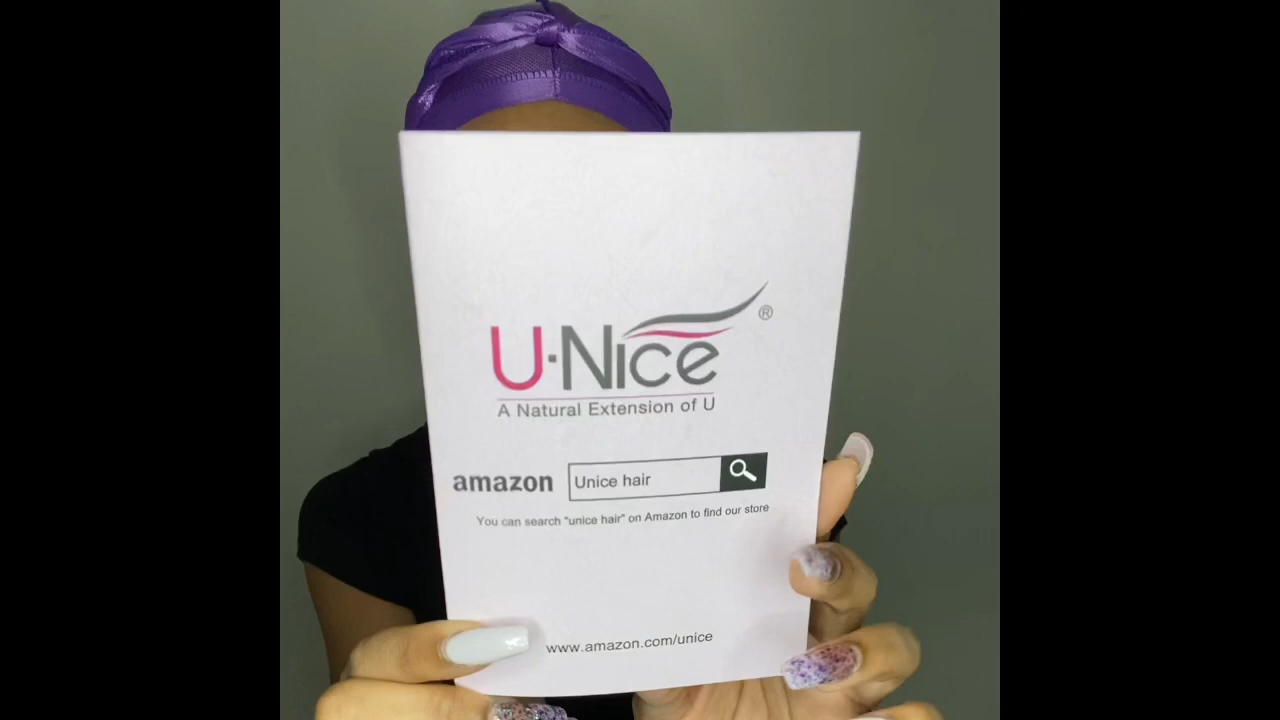 U·Nice ®
A Natural Extension of U
amazon Unice hair
You can search "unice hair" on Amazon to find our store
www.amazon.com/unice